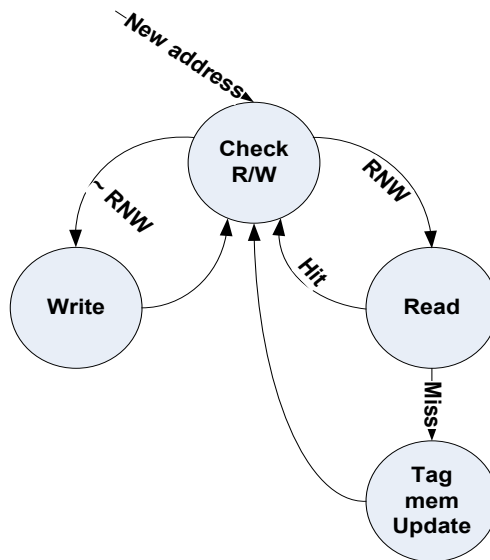 New address
Check
R/W
~ RNW
RNW
Hit
Write
Read
Miss
Tag
mem
Update